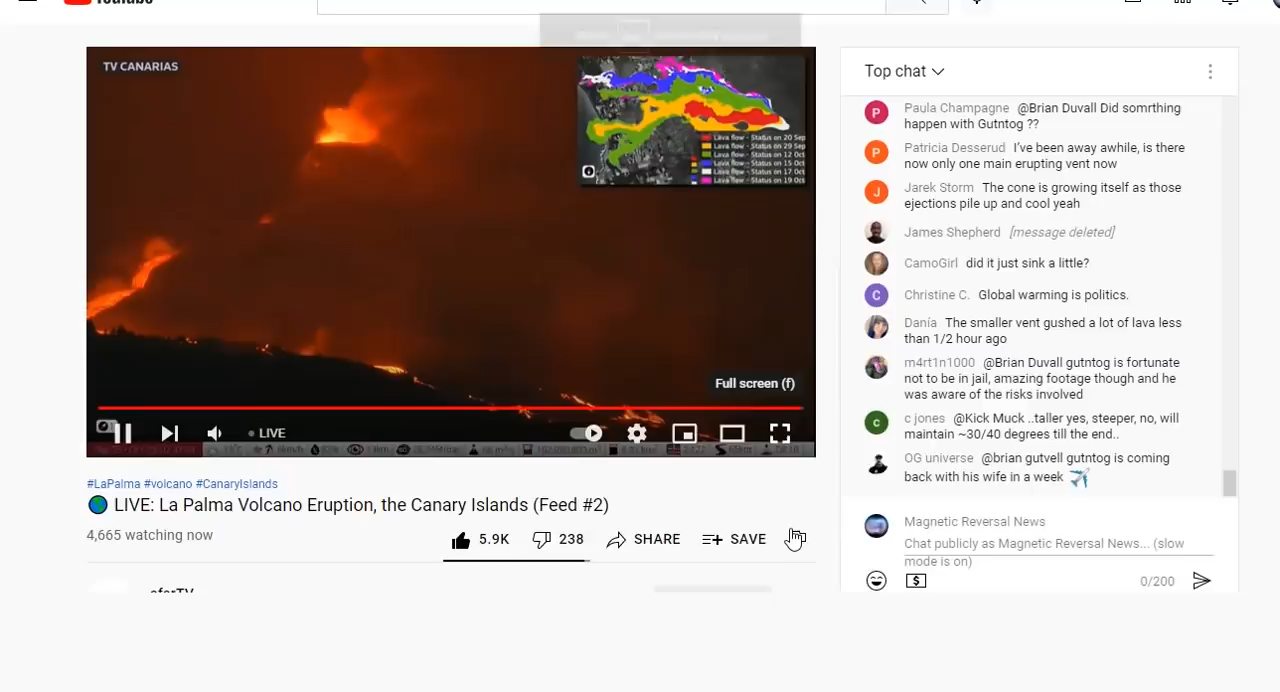 YouTube
TV CANARIAS
Lava flow - Status on 20 Sep
Lava flow - Status on 29 Sep
Lava flow - Status on 12 Oct
Lava flow - Status on 15 Oct
Lava flow - Status on 17 Oct
Lava flow - Status on 19 Oct
Full screen (f)
LIVE
#LaPalma #volcano #CanaryIslands
LIVE: La Palma Volcano Eruption, the Canary Islands (Feed #2)
4,665 watching now
5.9K
238
SHARE
SAVE
aferTV
Top chat
P Paula Champagne @Brian Duvall Did somrthing
happen with Gutntog ??
P Patricia Desserud I've been away awhile, is there
now only one main erupting vent now
J Jarek Storm The cone is growing itself as those
ejections pile up and cool yeah
James Shepherd [message deleted]
CamoGirl did it just sink a little?
C Christine C. Global warming is politics.
Danía The smaller vent gushed a lot of lava less
than 1/2 hour ago
m4rt1n1000 @Brian Duvall gutntog is fortunate
not to be in jail, amazing footage though and he
was aware of the risks involved
c c jones @Kick Muck ..taller yes, steeper, no, will
maintain ~30/40 degrees till the end..
OG universe @brian gutvell gutntog is coming
back with his wife in a week
Magnetic Reversal News
Chat publicly as Magnetic Reversal News... (slow
mode is on)
$
0/200